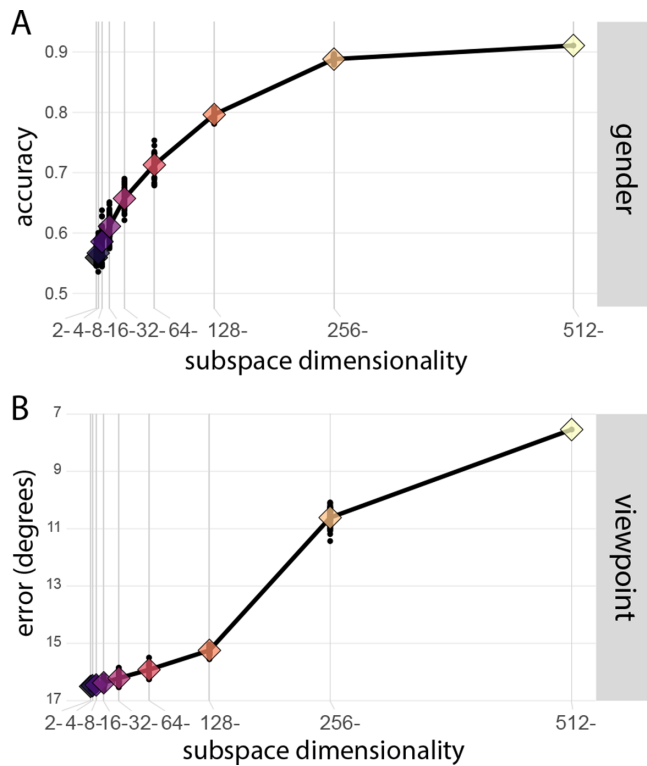 A
0.9
0.8
0.7
0.6
0.5
accuracy
gender
2- 4-8-16-32- 64- 128- 256- 512-
subspace dimensionality
B
7
9
11
13
15
17
error (degrees)
viewpoint
2- 4-8-16-32- 64- 128- 256- 512-
subspace dimensionality